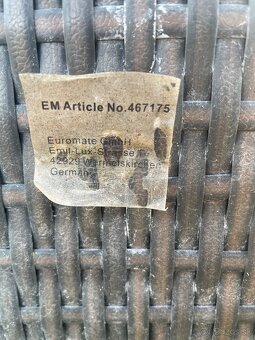 EM Article No.467175
Euromate GmbH
Emil-Lux-Strasse
42929 Wermelskirchen
Germany